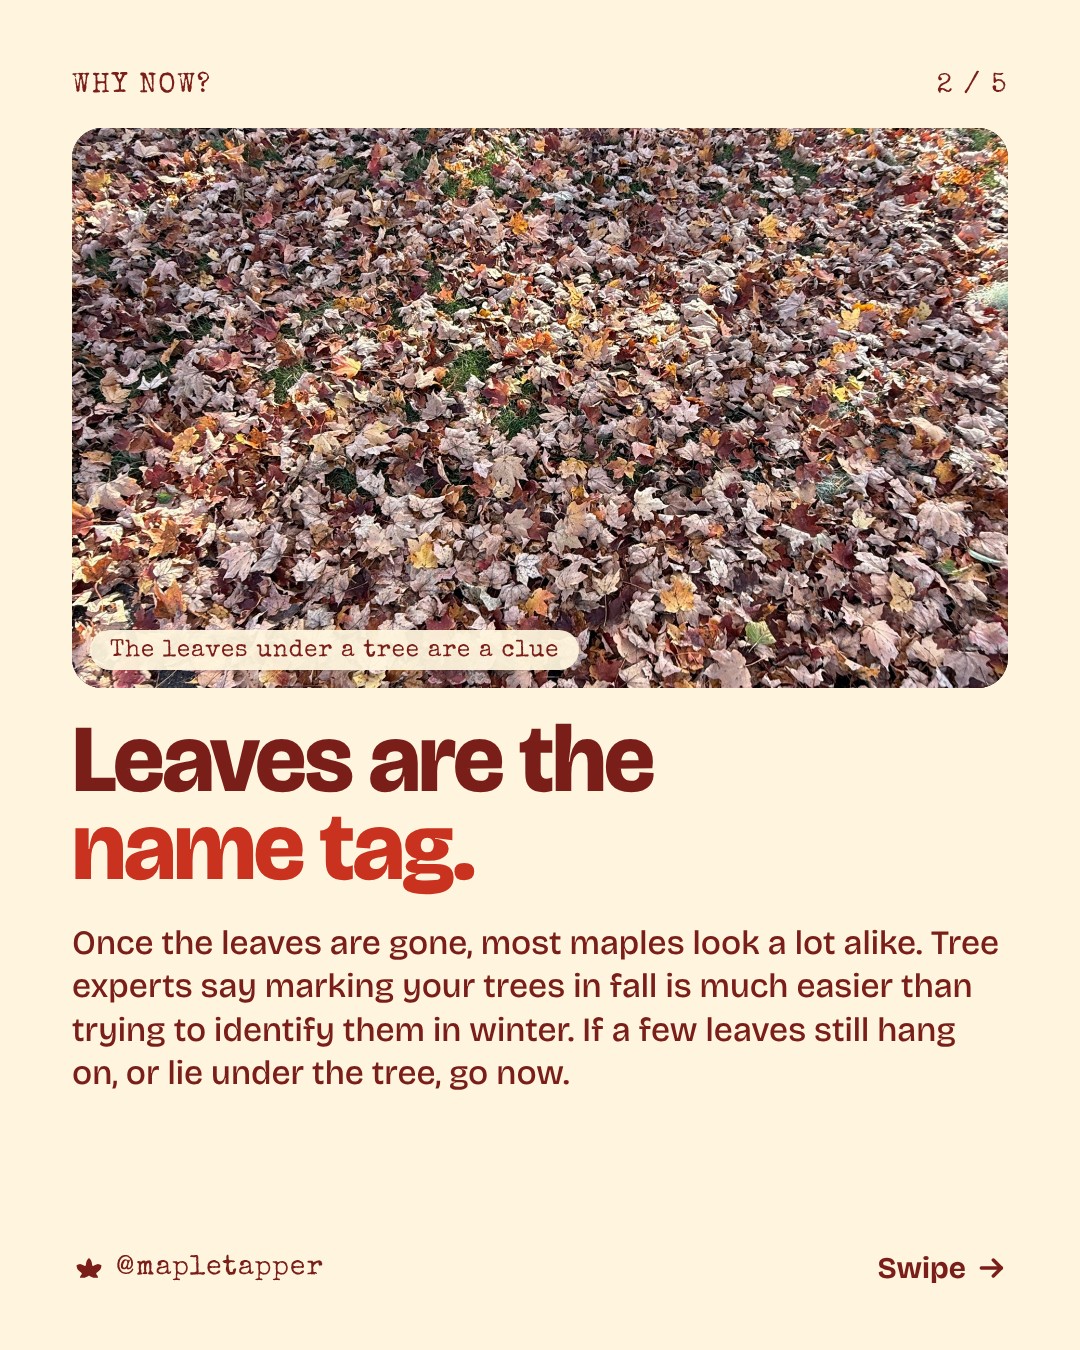 WHY NOW?
2 / 5
The leaves under a tree are a clue
Leaves are the
name tag.
Once the leaves are gone, most maples look a lot alike. Tree
experts say marking your trees in fall is much easier than
trying to identify them in winter. If a few leaves still hang
on, or lie under the tree, go now.
@mapletapper
Swipe →